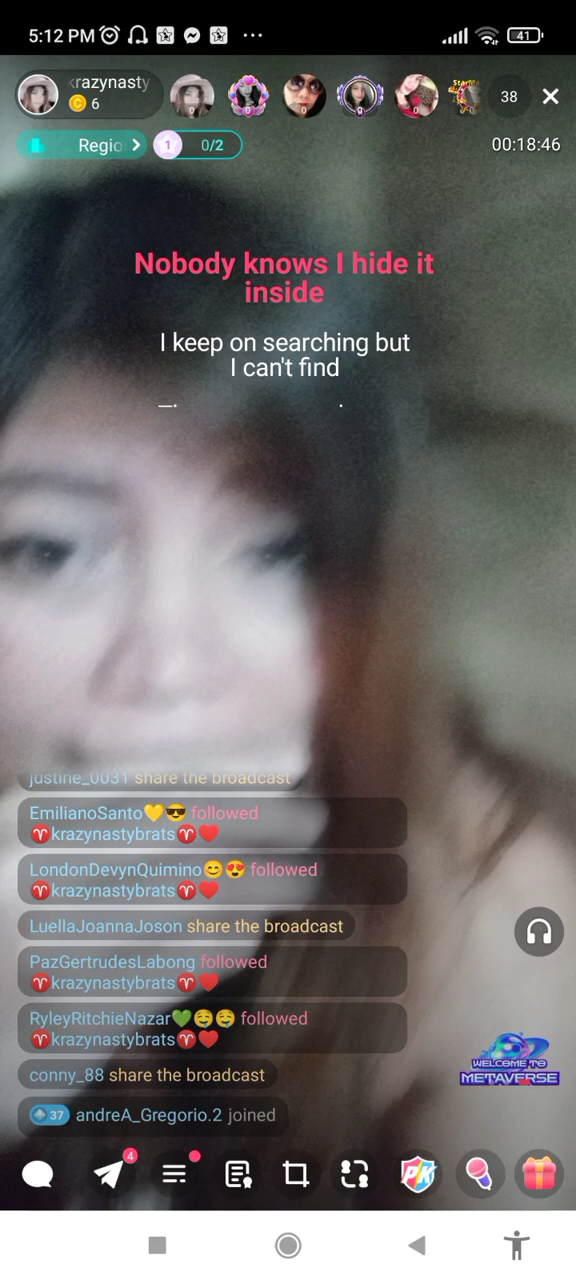 5:12 PM
41
krazynasty
6
38
Regio
1 0/2
00:18:46
Nobody knows I hide it
inside
I keep on searching but
I can't find
justine_0031 share the broadcast
EmilianoSanto💛😎 followed
♈krazynastybrats♈♥️
LondonDevynQuimino😊😍 followed
♈krazynastybrats♈♥️
LuellaJoannaJoson share the broadcast
PazGertrudesLabong followed
♈krazynastybrats♈♥️
RyleyRitchieNazar💚🤤🤤 followed
♈krazynastybrats♈♥️
conny_88 share the broadcast
37 andreA_Gregorio.2 joined
WELCOME TO
METAVERSE
4
PK